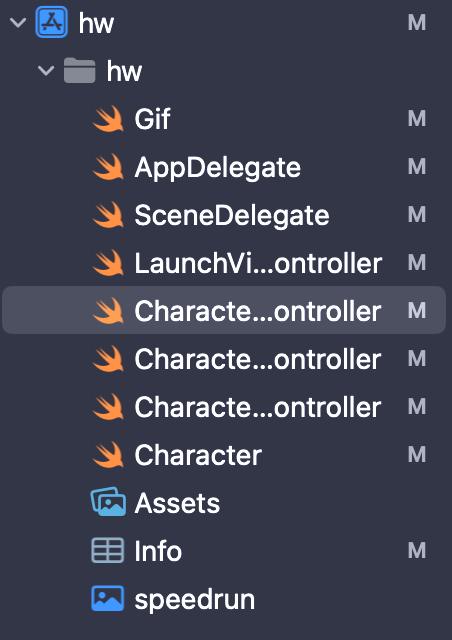 hw M
hw
Gif M
AppDelegate M
SceneDelegate M
LaunchVi...ontroller M
Characte...ontroller M
Characte...ontroller M
Characte...ontroller M
Character M
Assets
Info M
speedrun